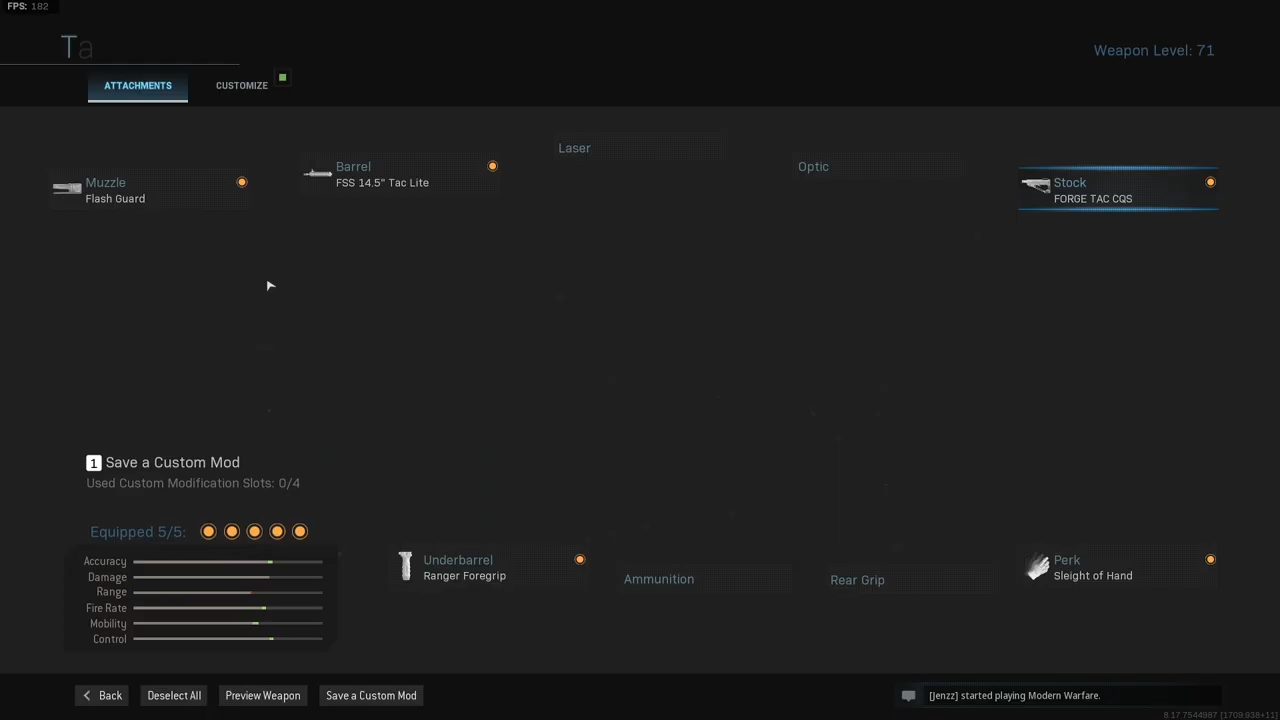 FPS: 182
Ta
Weapon Level: 71
ATTACHMENTS
CUSTOMIZE
Laser
Barrel
FSS 14.5" Tac Lite
Optic
Muzzle
Flash Guard
Stock
FORGE TAC CQS
1 Save a Custom Mod
Used Custom Modification Slots: 0/4
Equipped 5/5:
Accuracy
Damage
Range
Fire Rate
Mobility
Control
Underbarrel
Ranger Foregrip
Ammunition
Rear Grip
Perk
Sleight of Hand
Back
Deselect All
Preview Weapon
Save a Custom Mod
[Jenzz] started playing Modern Warfare.